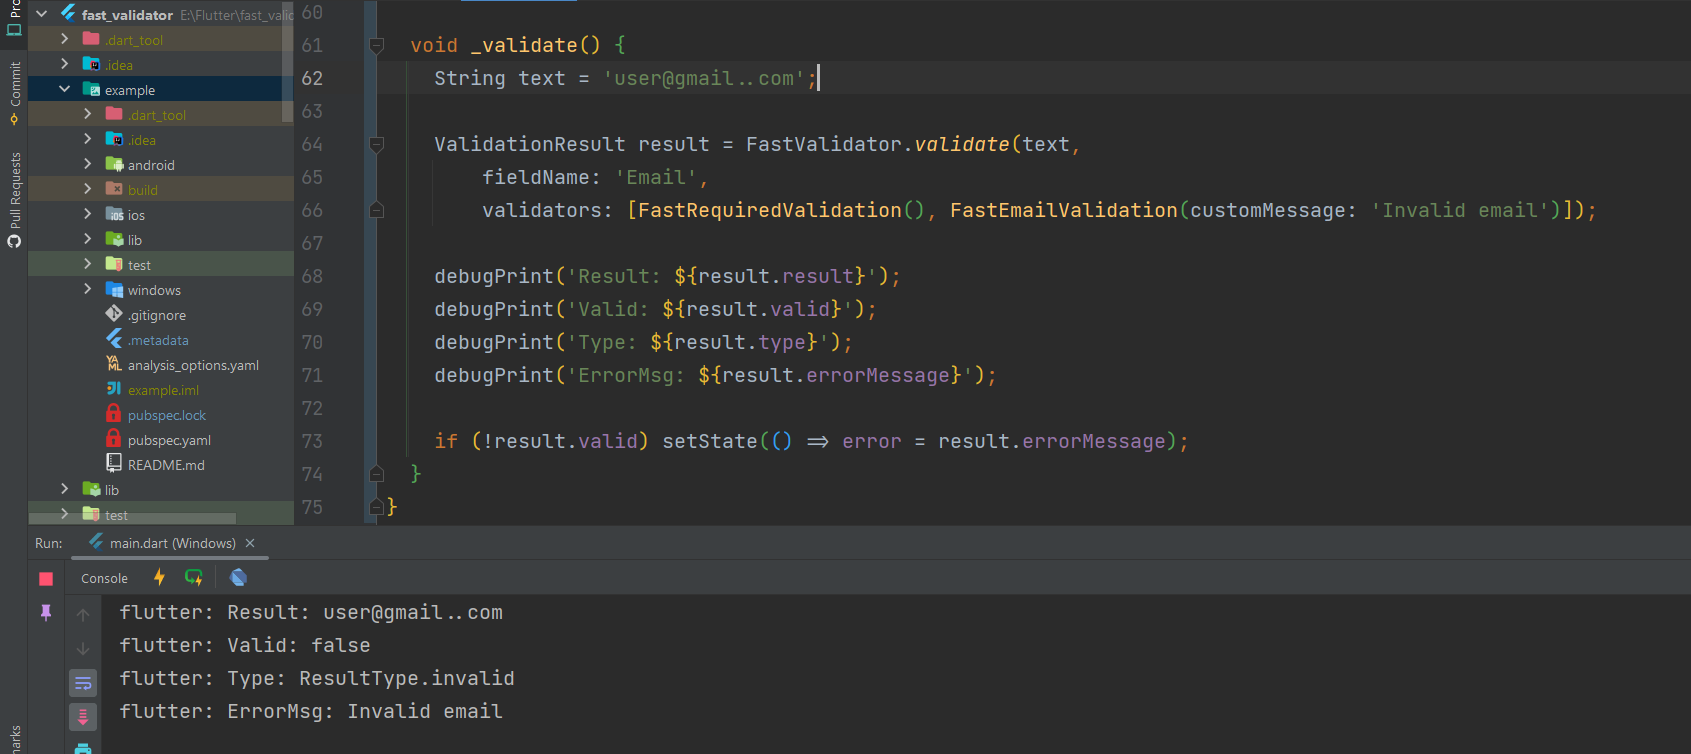 Commit
Pull Requests
fast_validator E:\Flutter\fast_valid
.dart_tool
.idea
example
.dart_tool
.idea
android
build
ios
lib
test
windows
.gitignore
.metadata
analysis_options.yaml
example.iml
pubspec.lock
pubspec.yaml
README.md
lib
test
60
61 void _validate() {
62 String text = 'user@gmail..com';
63
64 ValidationResult result = FastValidator.validate(text,
65 fieldName: 'Email',
66 validators: [FastRequiredValidation(), FastEmailValidation(customMessage: 'Invalid email')]);
67
68 debugPrint('Result: ${result.result}');
69 debugPrint('Valid: ${result.valid}');
70 debugPrint('Type: ${result.type}');
71 debugPrint('ErrorMsg: ${result.errorMessage}');
72
73 if (!result.valid) setState(() => error = result.errorMessage);
74 }
75 }
Run: main.dart (Windows)
Console
flutter: Result: user@gmail..com
flutter: Valid: false
flutter: Type: ResultType.invalid
flutter: ErrorMsg: Invalid email